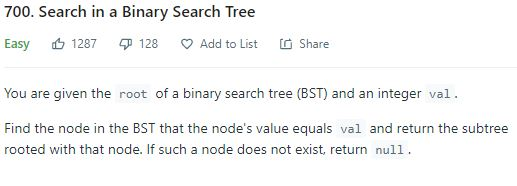 700. Search in a Binary Search Tree
Easy 1287 128 Add to List Share
You are given the root of a binary search tree (BST) and an integer val.
Find the node in the BST that the node's value equals val and return the subtree
rooted with that node. If such a node does not exist, return null.